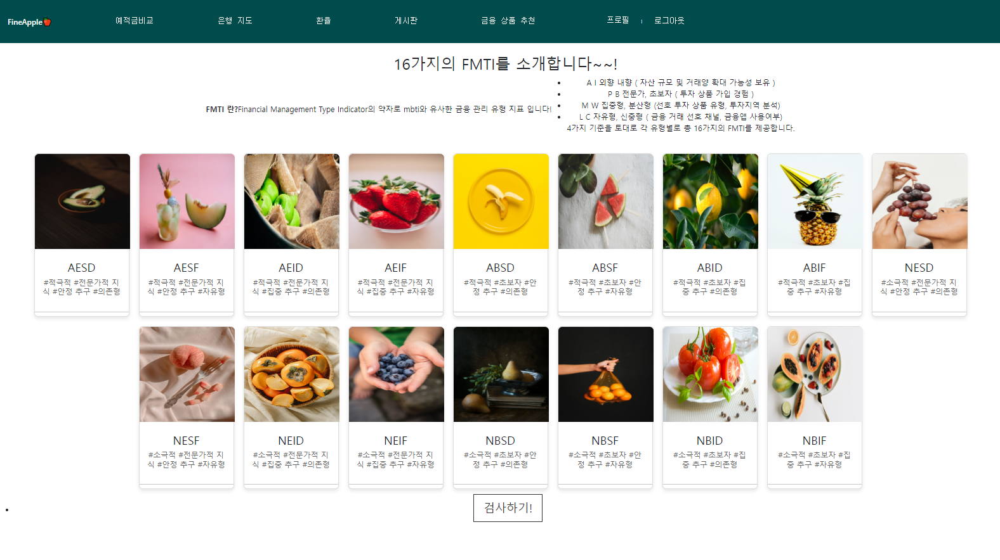 FineApple
예적금비교
은행 지도
환율
게시판
금융 상품 추천
프로필
로그아웃
16가지의 FMTI를 소개합니다~~!
FMTI 란?Financial Management Type Indicator의 약자로 mbti와 유사한 금융 관리 유형 지표 입니다!
A I 외향 내향 ( 자산 규모 및 거래양 확대 가능성 보유 )
P B 전문가, 초보자 ( 투자 상품 가입 경험 )
M W 집중형, 분산형 (선호 투자 상품 유형, 투자지역 분석)
L C 자유형, 신중형 ( 금융 거래 선호 채널, 금융앱 사용여부)
4가지 기준을 토대로 각 유형별로 총 16가지의 FMTI를 제공합니다.
AESD
#적극적 #전문가적 지
식 #안정 추구 #의존형
AESF
#적극적 #전문가적 지
식 #안정 추구 #자유형
AEID
#적극적 #전문가적 지
식 #집중 추구 #의존형
AEIF
#적극적 #전문가적 지
식 #집중 추구 #자유형
ABSD
#적극적 #초보자 #안
정 추구 #의존형
ABSF
#적극적 #초보자 #안
정 추구 #자유형
ABID
#적극적 #초보자 #집
중 추구 #의존형
ABIF
#적극적 #초보자 #집
중 추구 #자유형
NESD
#소극적 #전문가적 지
식 #안정 추구 #의존형
NESF
#소극적 #전문가적 지
식 #안정 추구 #자유형
NEID
#소극적 #전문가적 지
식 #집중 추구 #의존형
NEIF
#소극적 #전문가적 지
식 #집중 추구 #자유형
NBSD
#소극적 #초보자 #안
정 추구 #의존형
NBSF
#소극적 #초보자 #안
정 추구 #자유형
NBID
#소극적 #초보자 #집
중 추구 #의존형
NBIF
#소극적 #초보자 #집
중 추구 #자유형
검사하기!